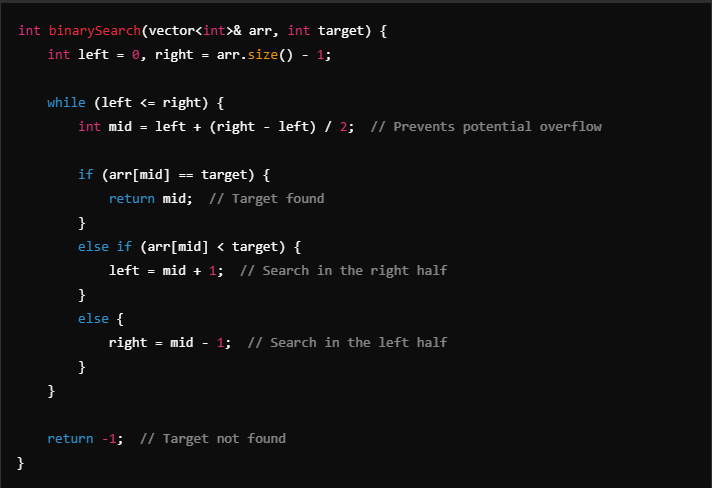 int binarySearch(vector<int>& arr, int target) {
    int left = 0, right = arr.size() - 1;

    while (left <= right) {
        int mid = left + (right - left) / 2;  // Prevents potential overflow

        if (arr[mid] == target) {
            return mid;  // Target found
        }
        else if (arr[mid] < target) {
            left = mid + 1;  // Search in the right half
        }
        else {
            right = mid - 1;  // Search in the left half
        }
    }

    return -1;  // Target not found
}